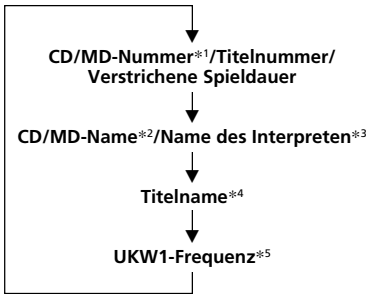 CD/MD-Nummer*1/Titelnummer/
Verstrichene Spieldauer
CD/MD-Name*2/Name des Interpreten*3
Titelname*4
UKW1-Frequenz*5